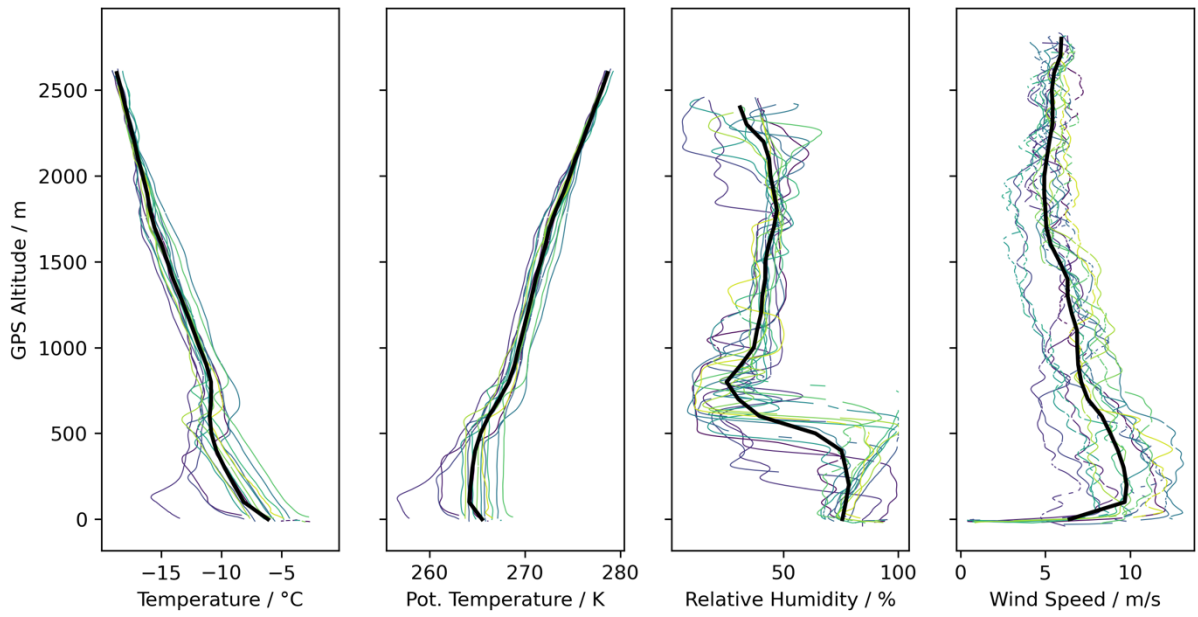 GPS Altitude / m
2500
2000
1500
1000
500
0
−15 −10 −5
Temperature / °C
260 270 280
Pot. Temperature / K
50 100
Relative Humidity / %
0 5 10
Wind Speed / m/s